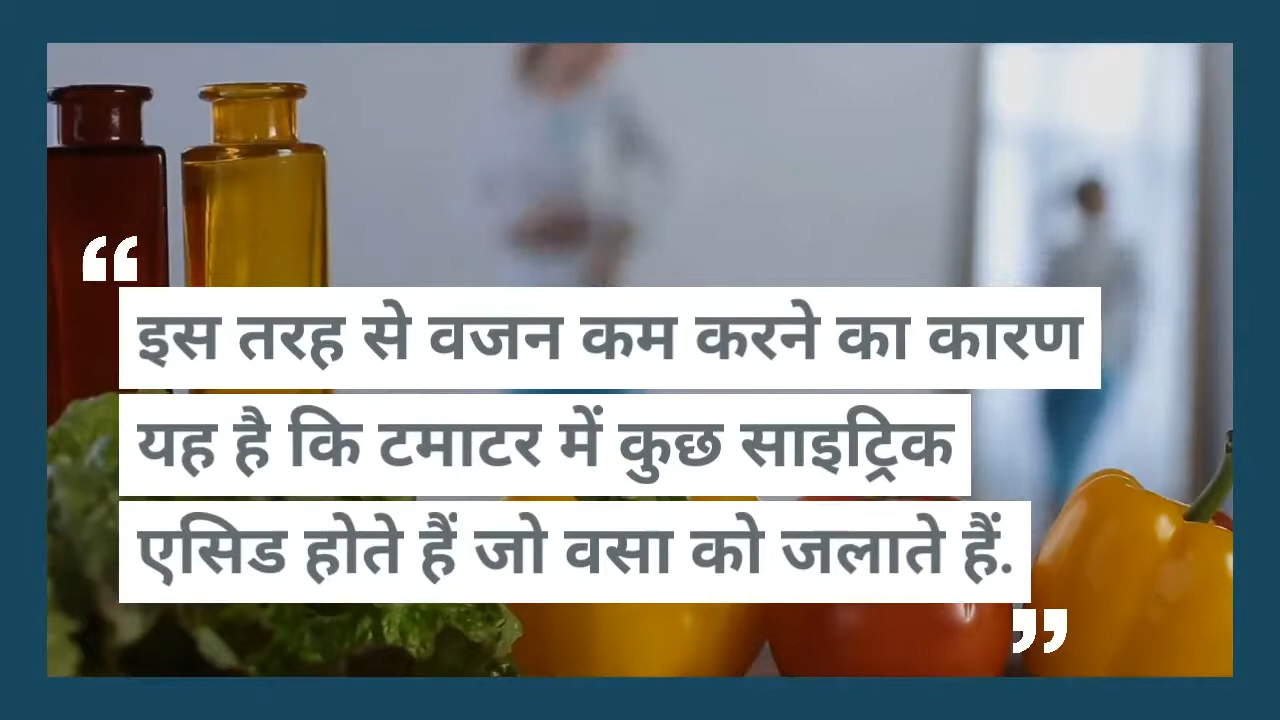 “
इस तरह से वजन कम करने का कारण
यह है कि टमाटर में कुछ साइट्रिक
एसिड होते हैं जो वसा को जलाते हैं.
”